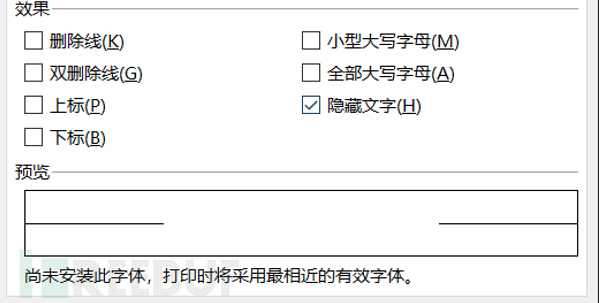 效果
删除线(K)
小型大写字母(M)
双删除线(G)
全部大写字母(A)
上标(P)
隐藏文字(H)
下标(B)
预览
FREEBUF
尚未安装此字体，打印时将采用最相近的有效字体。